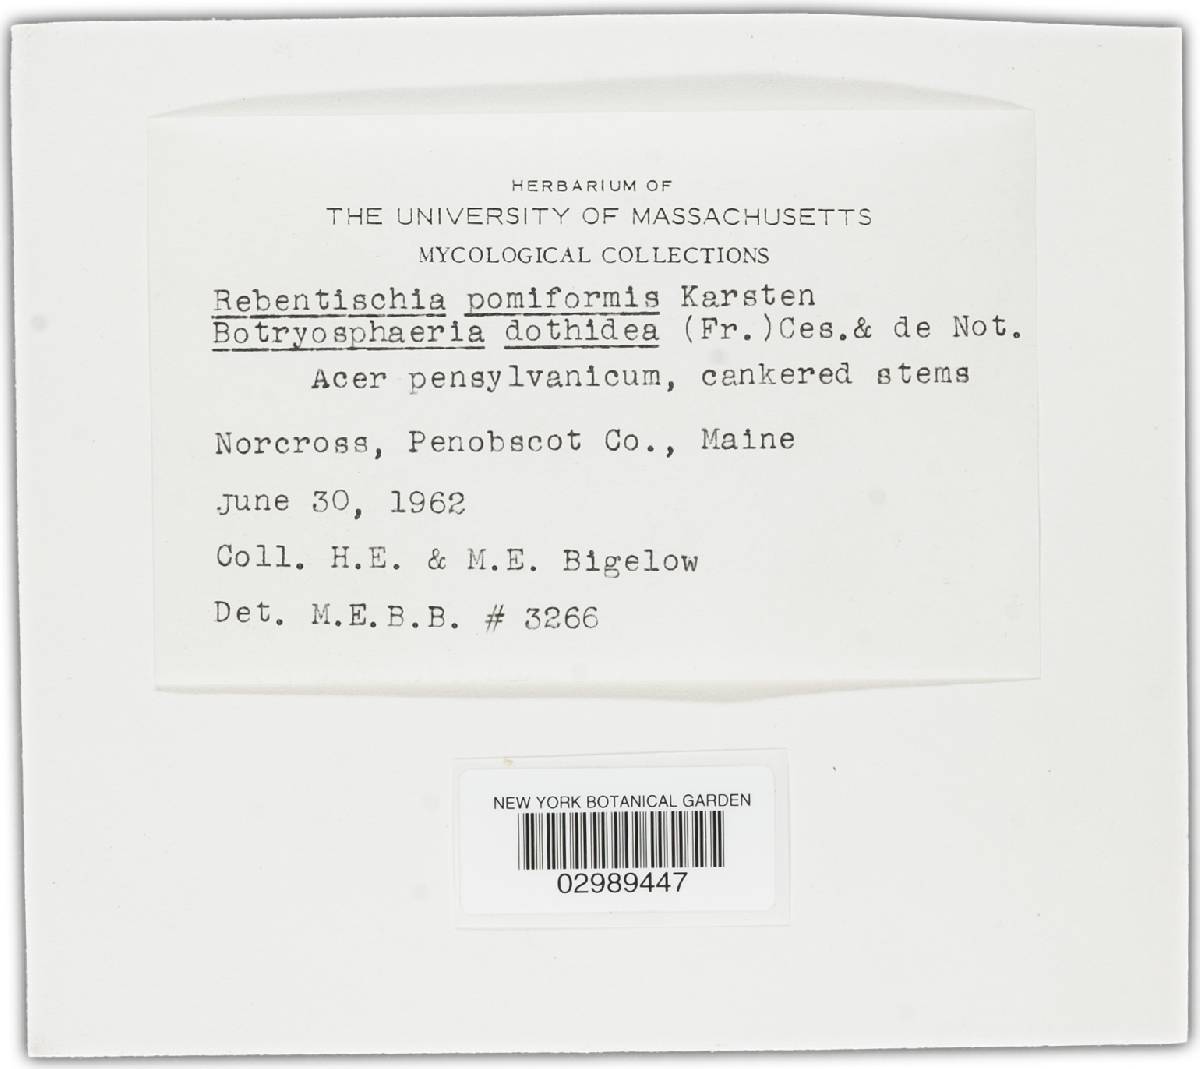 HERBARIUM OF
THE UNIVERSITY OF MASSACHUSETTS
MYCOLOGICAL COLLECTIONS
Rebentischia pomiformis Karsten
Botryosphaeria dothidea (Fr.)Ces.& de Not.
Acer pensylvanicum, cankered stems
Norcross, Penobscot Co., Maine
June 30, 1962
Coll. H.E. & M.E. Bigelow
Det. M.E.B.B. # 3266
NEW YORK BOTANICAL GARDEN
02989447